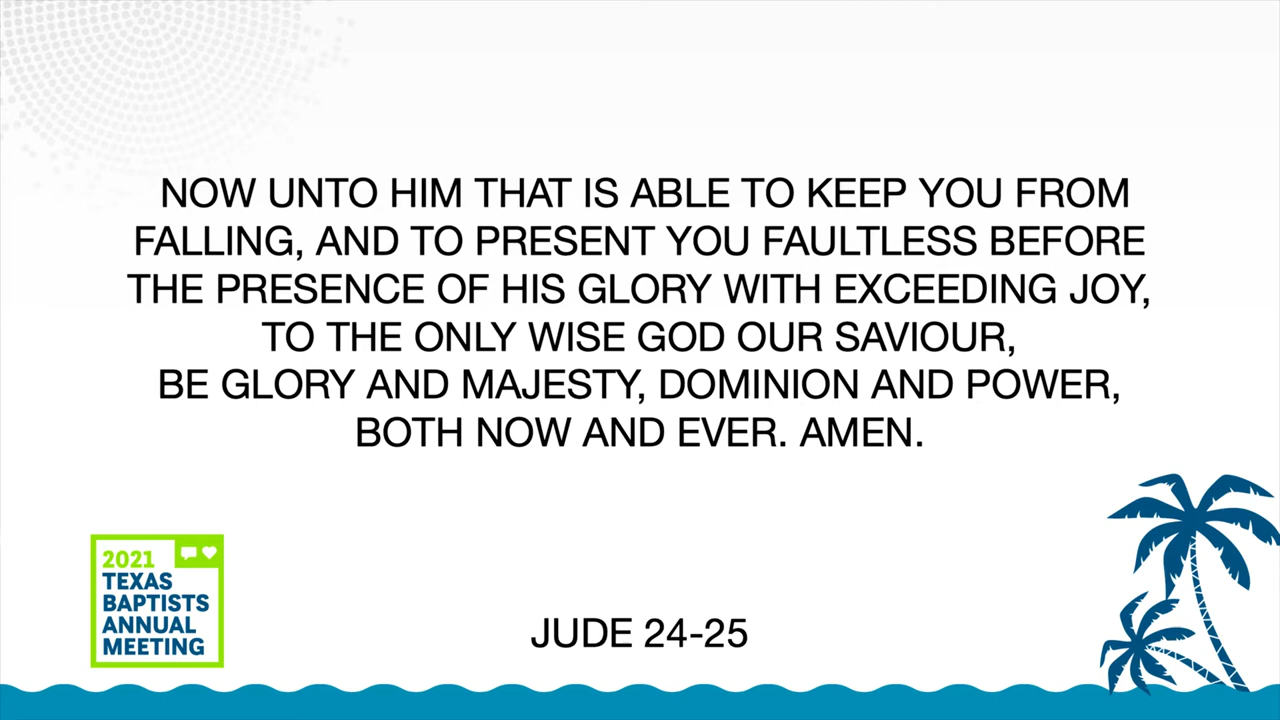 NOW UNTO HIM THAT IS ABLE TO KEEP YOU FROM
FALLING, AND TO PRESENT YOU FAULTLESS BEFORE
THE PRESENCE OF HIS GLORY WITH EXCEEDING JOY,
TO THE ONLY WISE GOD OUR SAVIOUR,
BE GLORY AND MAJESTY, DOMINION AND POWER,
BOTH NOW AND EVER. AMEN.
2021
TEXAS
BAPTISTS
ANNUAL
MEETING
JUDE 24-25